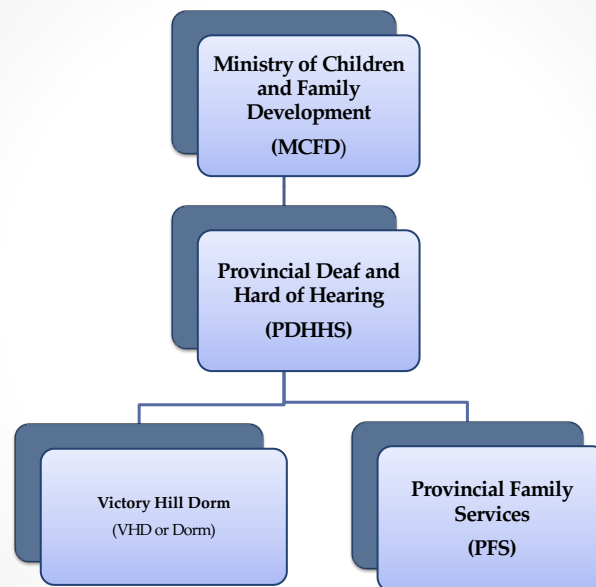 Ministry of Children
and Family
Development
(MCFD)
Provincial Deaf and
Hard of Hearing
(PDHHS)
Victory Hill Dorm
(VHD or Dorm)
Provincial Family
Services
(PFS)